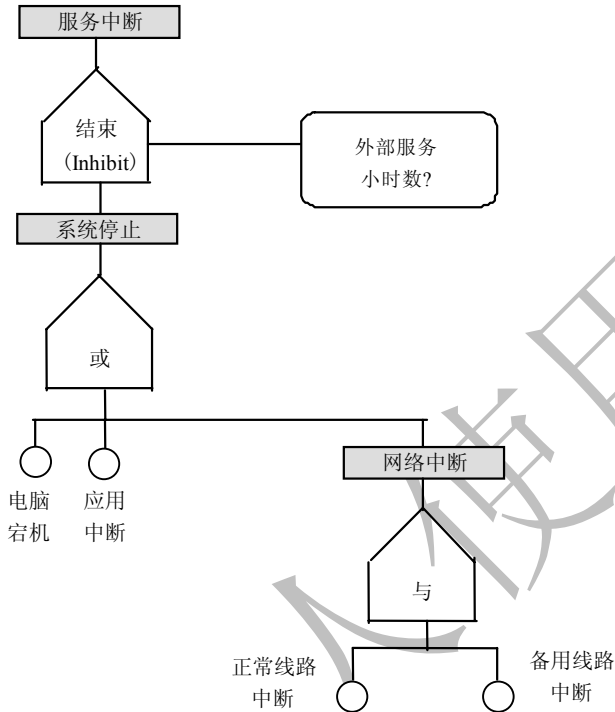 服务中断
结束
(Inhibit)
外部服务
小时数?
系统停止
或
电脑
宕机
应用
中断
网络中断
与
正常线路
中断
备用线路
中断